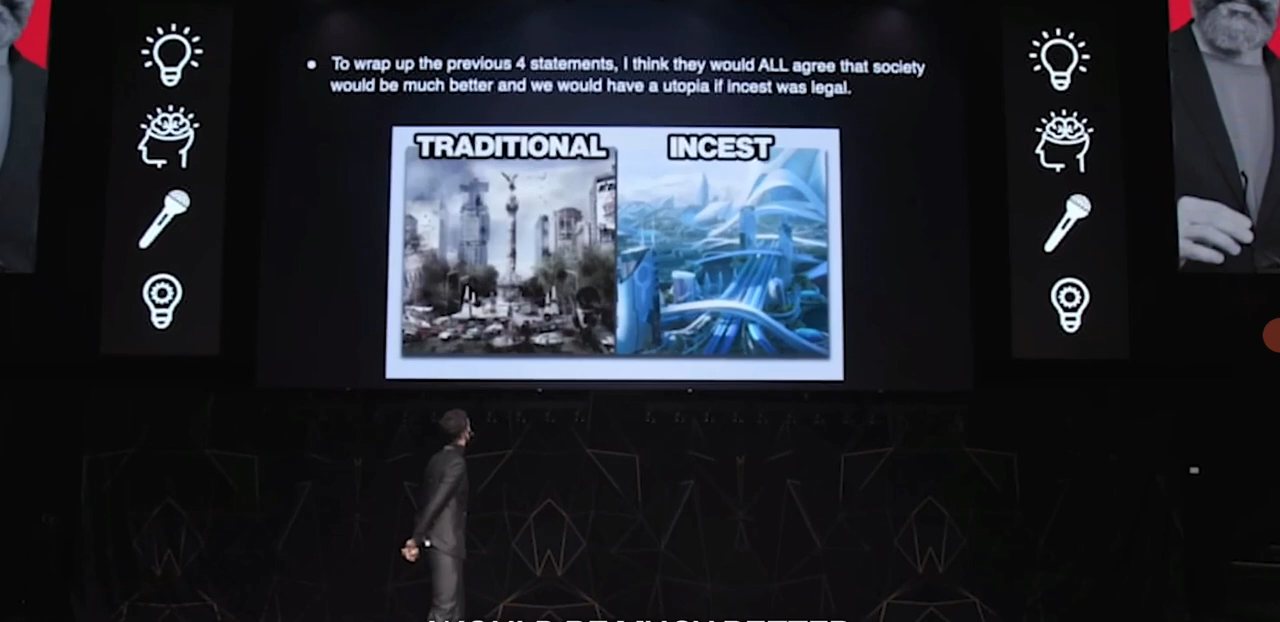 To wrap up the previous 4 statements, I think they would ALL agree that society
would be much better and we would have a utopia if incest was legal.
TRADITIONAL INCEST